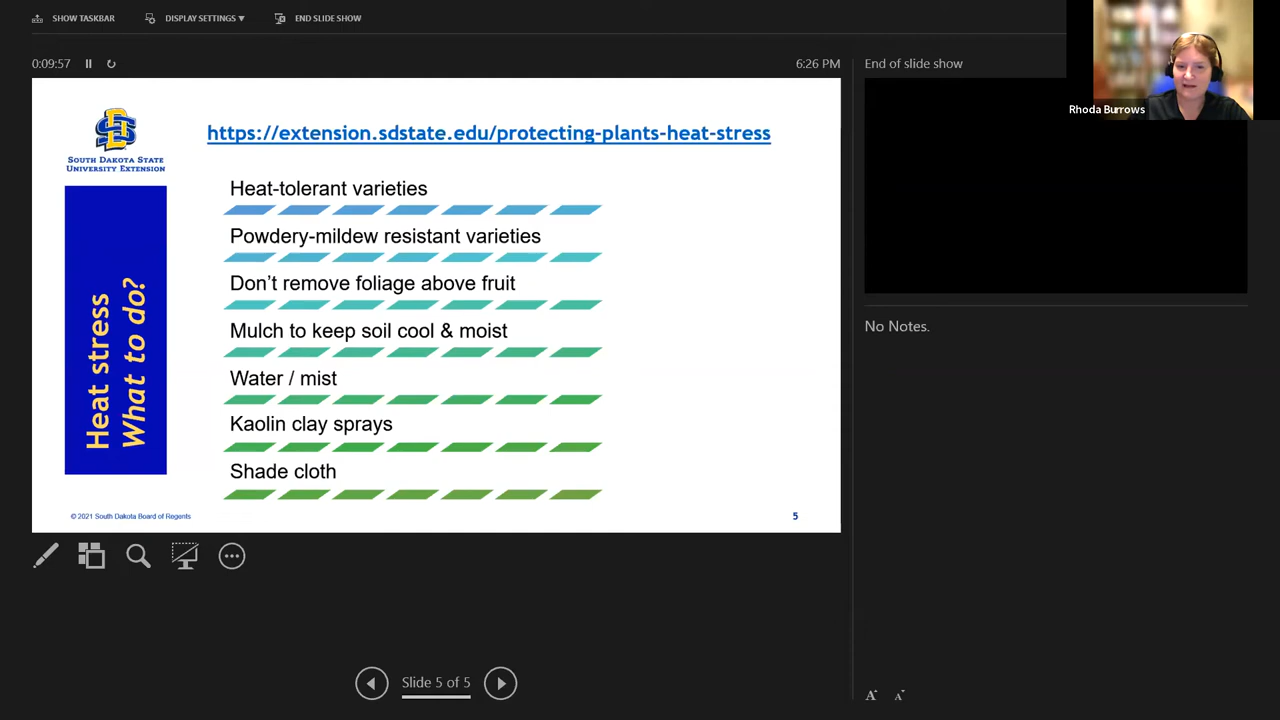 SHOW TASKBAR
DISPLAY SETTINGS ▼
END SLIDE SHOW
0:09:57
6:26 PM
End of slide show
Rhoda Burrows
SOUTH DAKOTA STATE
UNIVERSITY EXTENSION
https://extension.sdstate.edu/protecting-plants-heat-stress
Heat stress
What to do?
Heat-tolerant varieties
Powdery-mildew resistant varieties
Don't remove foliage above fruit
Mulch to keep soil cool & moist
Water / mist
Kaolin clay sprays
Shade cloth
© 2021 South Dakota Board of Regents
5
No Notes.
Slide 5 of 5
A
A